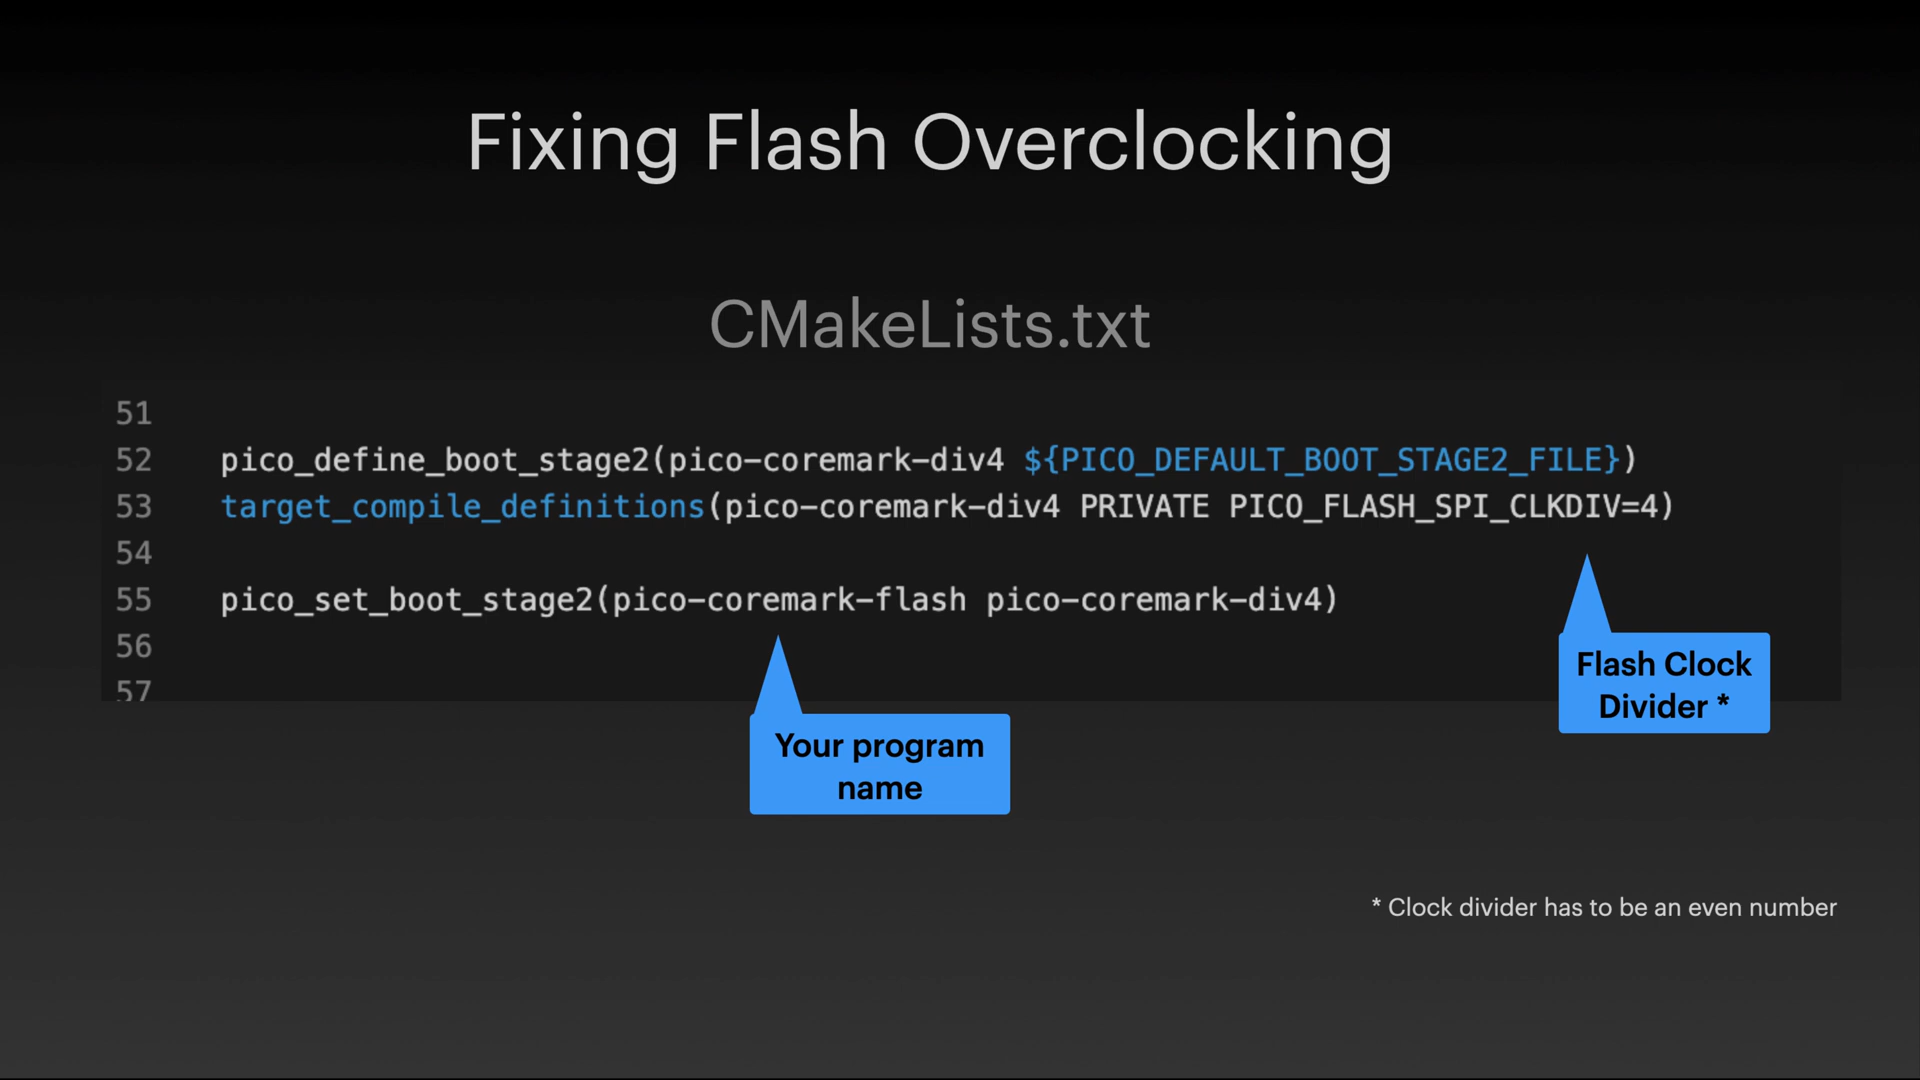 Fixing Flash Overclocking
CMakeLists.txt
51
52 pico_define_boot_stage2(pico-coremark-div4 ${PICO_DEFAULT_BOOT_STAGE2_FILE})
53 target_compile_definitions(pico-coremark-div4 PRIVATE PICO_FLASH_SPI_CLKDIV=4)
54
55 pico_set_boot_stage2(pico-coremark-flash pico-coremark-div4)
56
57
Flash Clock
Divider *
Your program
name
* Clock divider has to be an even number